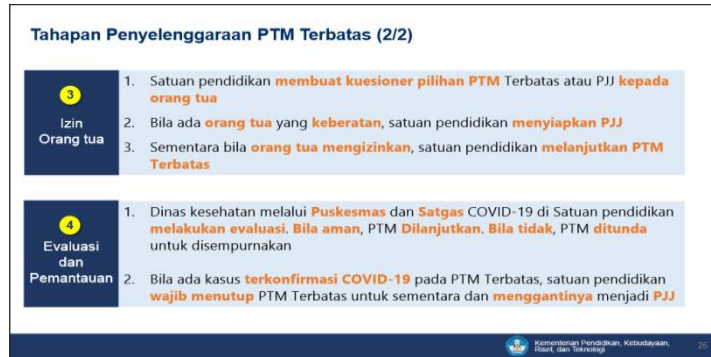 Tahapan Penyelenggaraan PTM Terbatas (2/2)
3
Izin
Orang tua
1. Satuan pendidikan membuat kuesioner pilihan PTM Terbatas atau PJJ kepada
orang tua
2. Bila ada orang tua yang keberatan, satuan pendidikan menyiapkan PJJ
3. Sementara bila orang tua mengizinkan, satuan pendidikan melanjutkan PTM
Terbatas
4
Evaluasi
dan
Pemantauan
1. Dinas kesehatan melalui Puskesmas dan Satgas COVID-19 di Satuan pendidikan
melakukan evaluasi. Bila aman, PTM Dilanjutkan. Bila tidak, PTM ditunda
untuk disempurnakan
2. Bila ada kasus terkonfirmasi COVID-19 pada PTM Terbatas, satuan pendidikan
wajib menutup PTM Terbatas untuk sementara dan menggantinya menjadi PJJ
Kementerian Pendidikan, Kebudayaan,
Riset, dan Teknologi
25